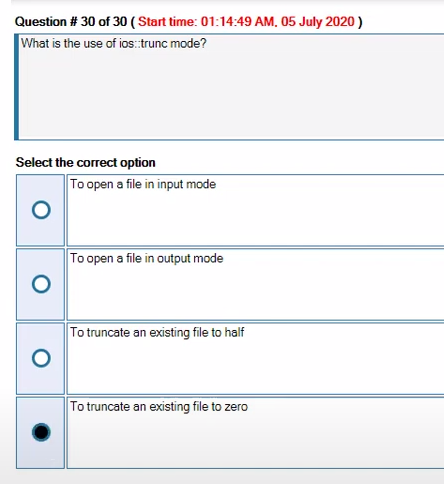 Question # 30 of 30 ( Start time: 01:14:49 AM, 05 July 2020 )
What is the use of ios::trunc mode?
Select the correct option
To open a file in input mode
To open a file in output mode
To truncate an existing file to half
To truncate an existing file to zero